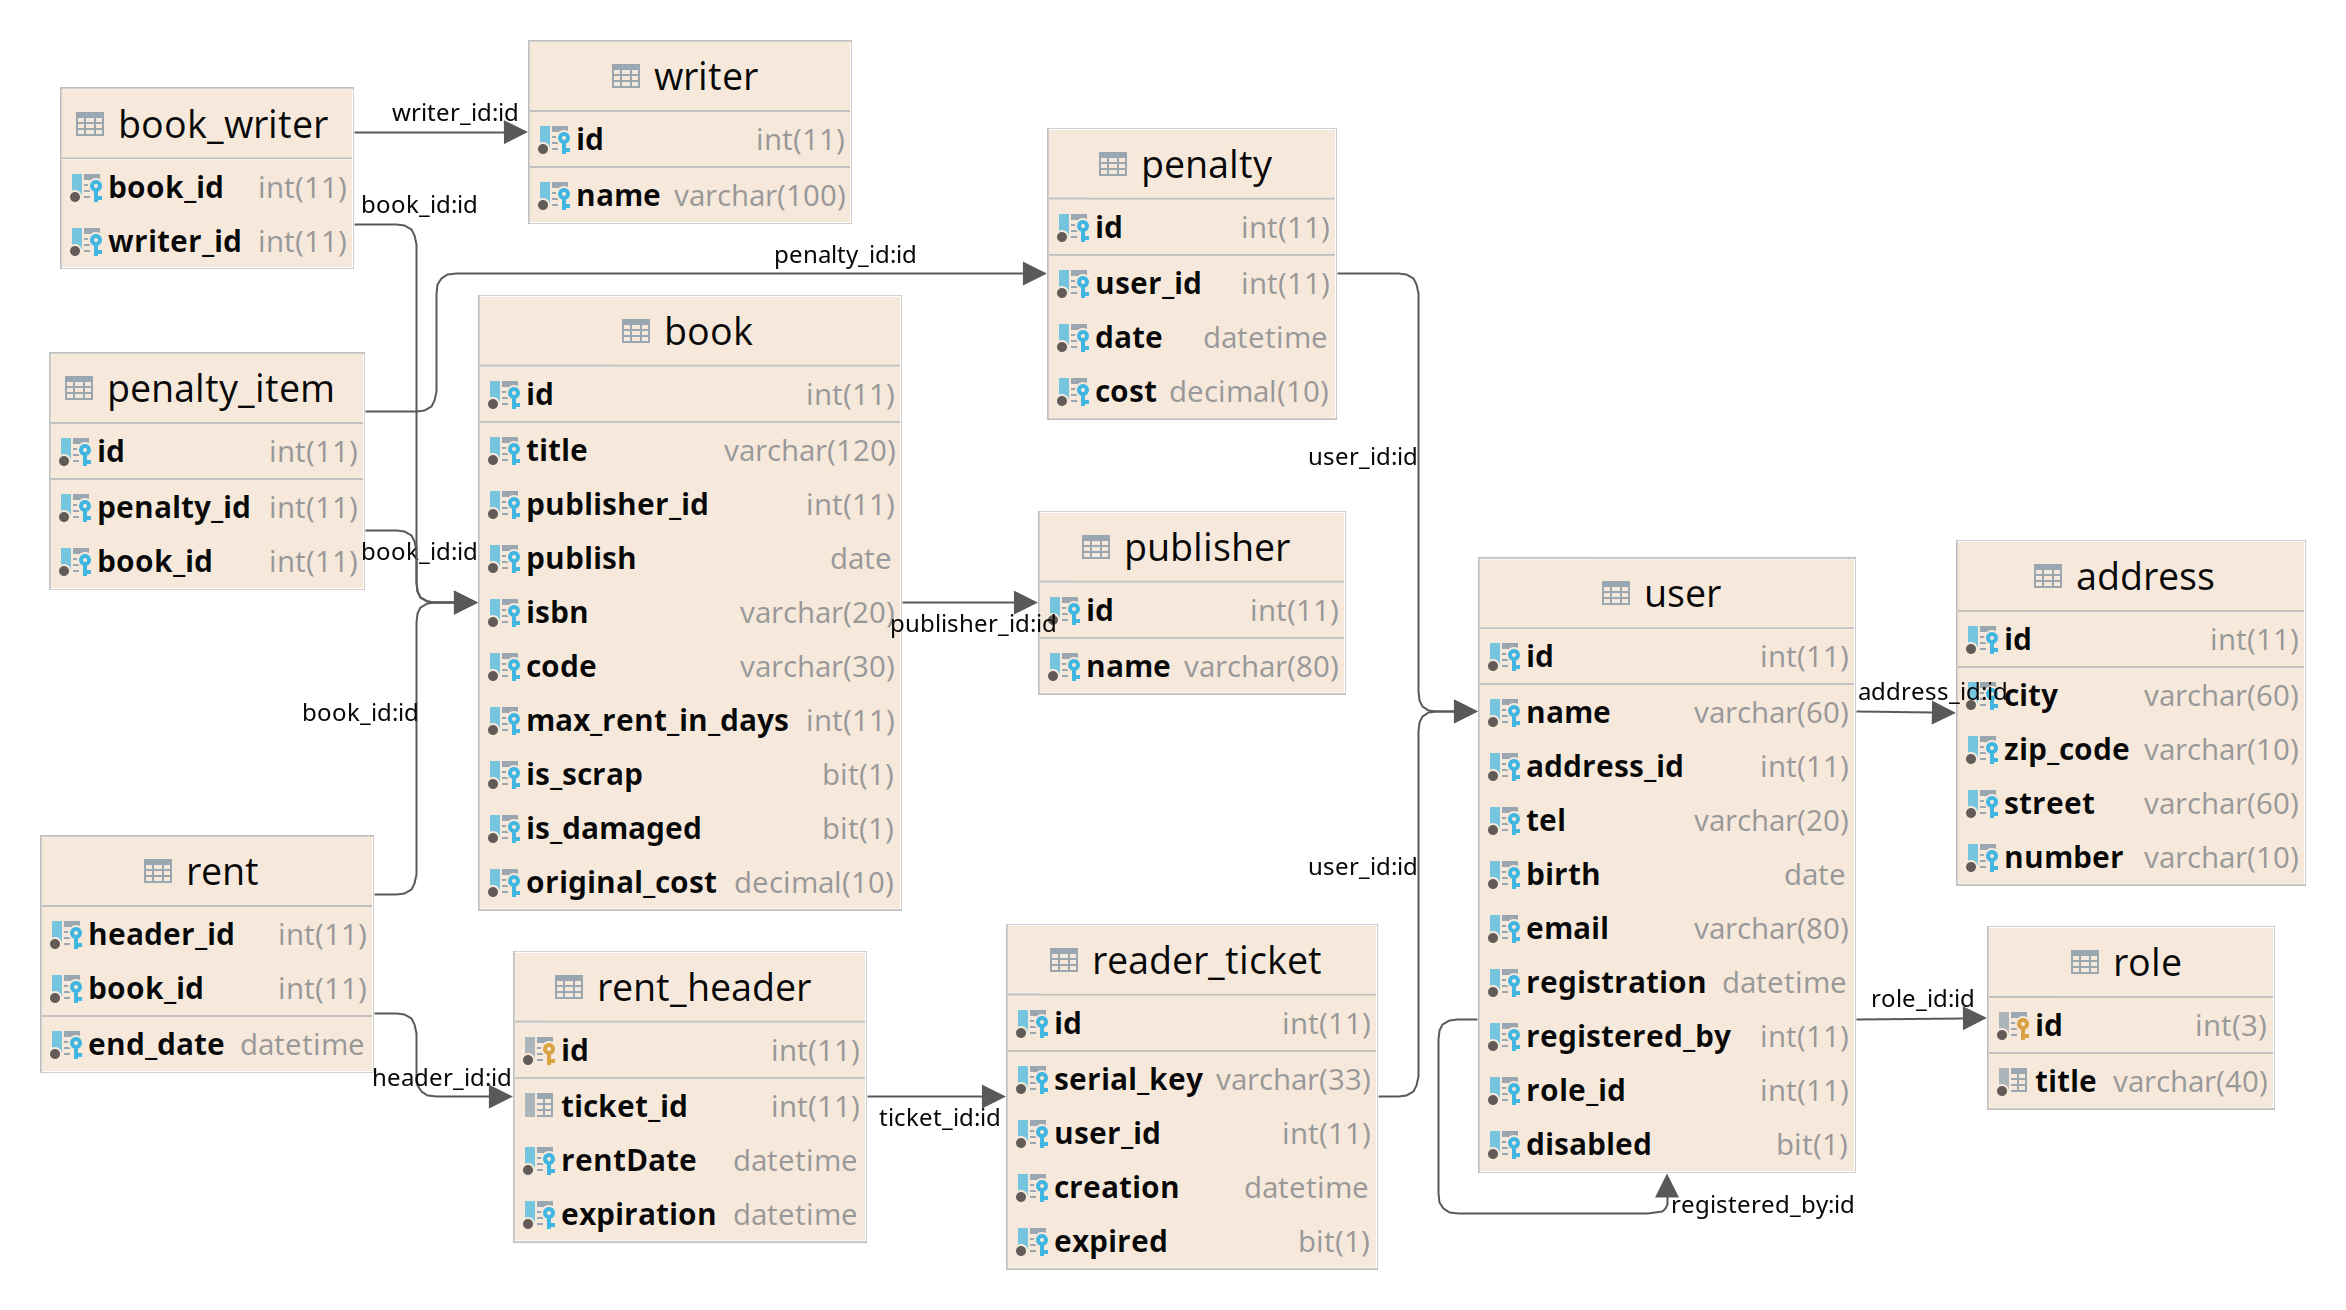 book_writer
book_id int(11)
writer_id int(11)
writer_id:id
book_id:id
writer
id int(11)
name varchar(100)
penalty_id:id
penalty
id int(11)
user_id int(11)
date datetime
cost decimal(10)
user_id:id
penalty_item
id int(11)
penalty_id int(11)
book_id int(11)
book_id:id
book
id int(11)
title varchar(120)
publisher_id int(11)
publish date
isbn varchar(20)
code varchar(30)
max_rent_in_days int(11)
is_scrap bit(1)
is_damaged bit(1)
original_cost decimal(10)
publisher_id:id
publisher
id int(11)
name varchar(80)
user
id int(11)
name varchar(60)
address_id int(11)
tel varchar(20)
birth date
email varchar(80)
registration datetime
registered_by int(11)
role_id int(11)
disabled bit(1)
registered_by:id
address_id:id
address
id int(11)
city varchar(60)
zip_code varchar(10)
street varchar(60)
number varchar(10)
role_id:id
role
id int(3)
title varchar(40)
book_id:id
rent
header_id int(11)
book_id int(11)
end_date datetime
header_id:id
rent_header
id int(11)
ticket_id int(11)
rentDate datetime
expiration datetime
ticket_id:id
reader_ticket
id int(11)
serial_key varchar(33)
user_id int(11)
creation datetime
expired bit(1)
user_id:id